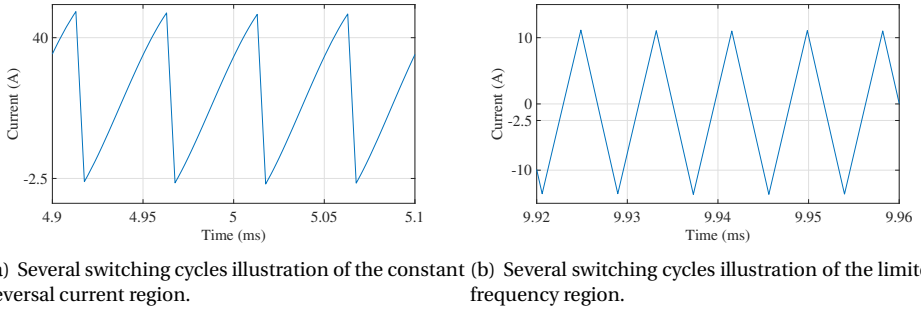 40
-2.5
Current (A)
4.9 4.95 5 5.05 5.1
Time (ms)
10
0
-2.5
-10
Current (A)
9.92 9.93 9.94 9.95 9.96
Time (ms)
) Several switching cycles illustration of the constant
eversal current region.
(b) Several switching cycles illustration of the limite
frequency region.